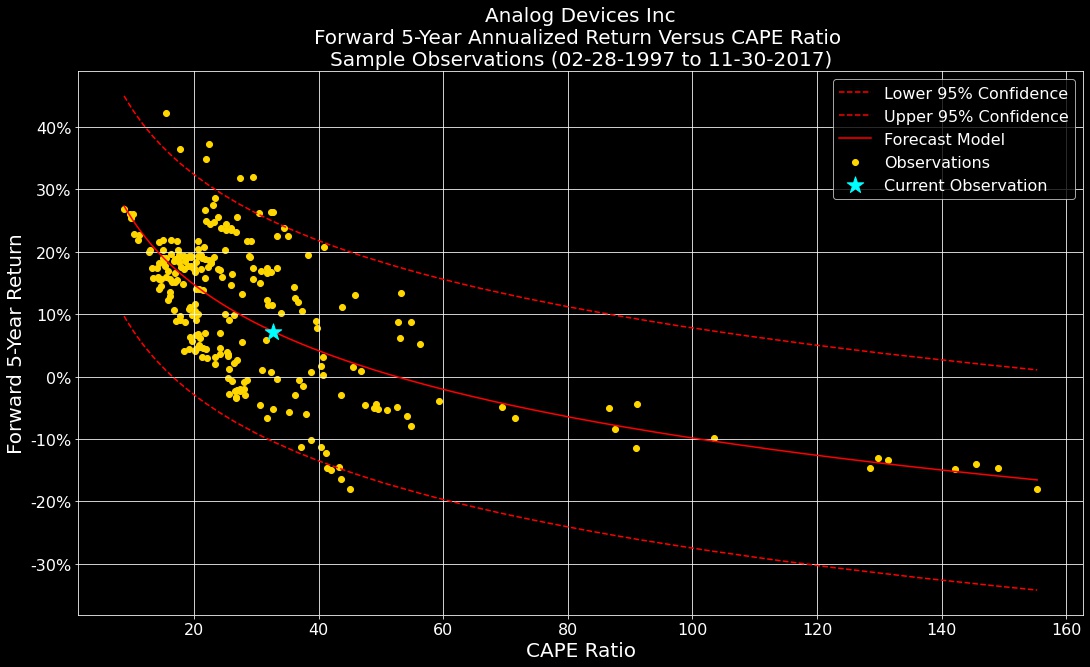 Analog Devices Inc
Forward 5-Year Annualized Return Versus CAPE Ratio
Sample Observations (02-28-1997 to 11-30-2017)
Lower 95% Confidence
Upper 95% Confidence
Forecast Model
Observations
Current Observation
Forward 5-Year Return
40%
30%
20%
10%
0%
-10%
-20%
-30%
20
40
60
80
100
120
140
160
CAPE Ratio